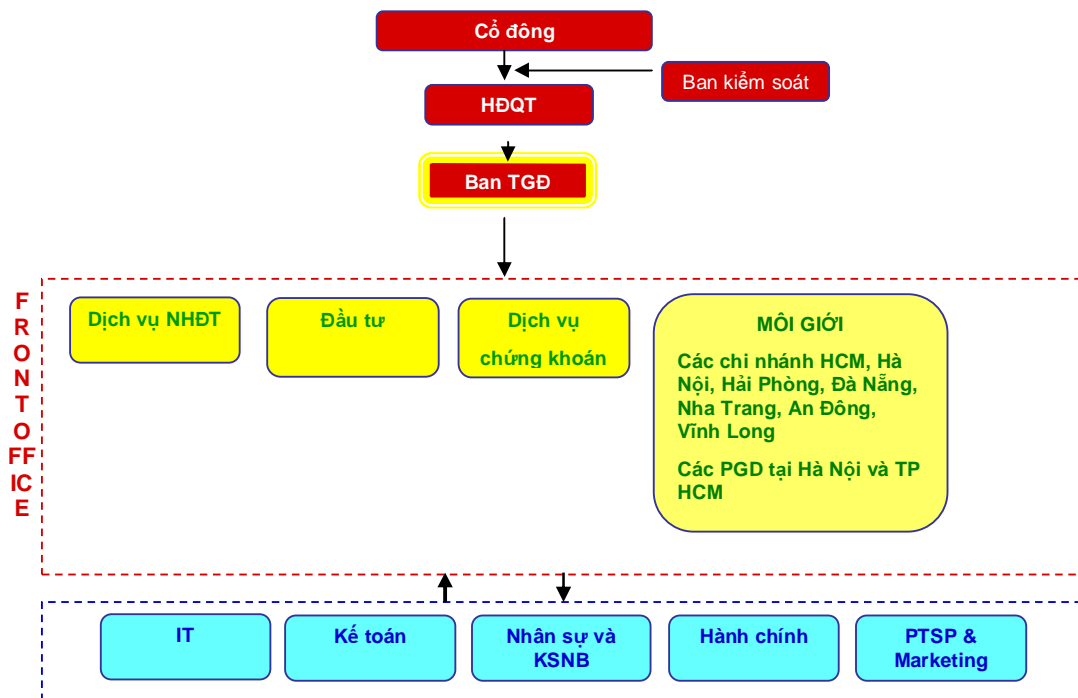 Cổ đông
Ban kiểm soát
HĐQT
Ban TGĐ
F
R
O
N
T
O
FF
IC
E
Dịch vụ NHĐT
Đầu tư
Dịch vụ
chứng khoán
MÔI GIỚI
Các chi nhánh HCM, Hà
Nội, Hải Phòng, Đà Nẵng,
Nha Trang, An Đông,
Vĩnh Long
Các PGD tại Hà Nội và TP
HCM
IT
Kế toán
Nhân sự và
KSNB
Hành chính
PTSP &
Marketing